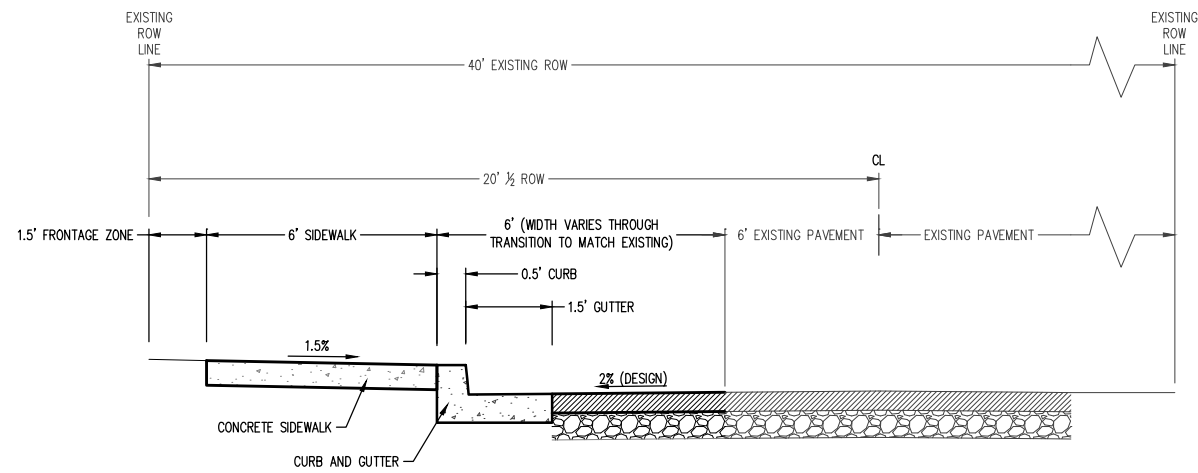 EXISTING
ROW
LINE
EXISTING
ROW
LINE
40' EXISTING ROW
CL
20' ½ ROW
1.5' FRONTAGE ZONE
6' SIDEWALK
6' (WIDTH VARIES THROUGH
TRANSITION TO MATCH EXISTING)
6' EXISTING PAVEMENT
EXISTING PAVEMENT
0.5' CURB
1.5' GUTTER
1.5%
2% (DESIGN)
CONCRETE SIDEWALK
CURB AND GUTTER